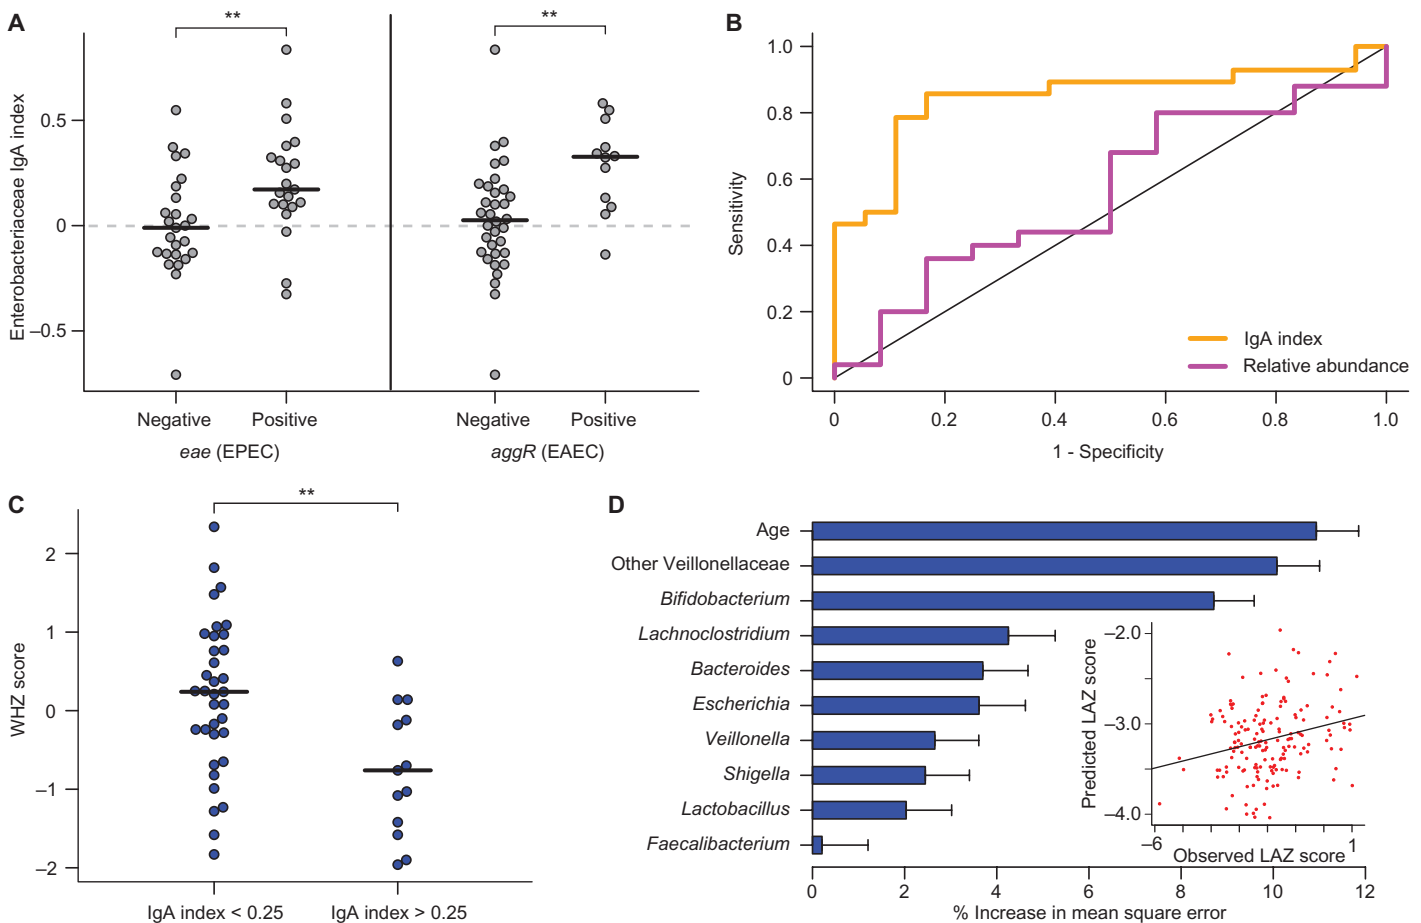 A
**
**
Enterobacteriaceae IgA index
0.5
0
–0.5
Negative
Positive
Negative
Positive
eae (EPEC)
aggR (EAEC)
B
Sensitivity
1.0
0.8
0.6
0.4
0.2
0
IgA index
Relative abundance
0
0.2
0.4
0.6
0.8
1.0
1 - Specificity
C
**
WHZ score
2
1
0
–1
–2
IgA index < 0.25
IgA index > 0.25
D
Age
Other Veillonellaceae
Bifidobacterium
Lachnoclostridium
Bacteroides
Escherichia
Veillonella
Shigella
Lactobacillus
Faecalibacterium
0
2
4
6
8
10
12
% Increase in mean square error
Predicted LAZ score
–2.0
–3.0
–4.0
–6
1
Observed LAZ score